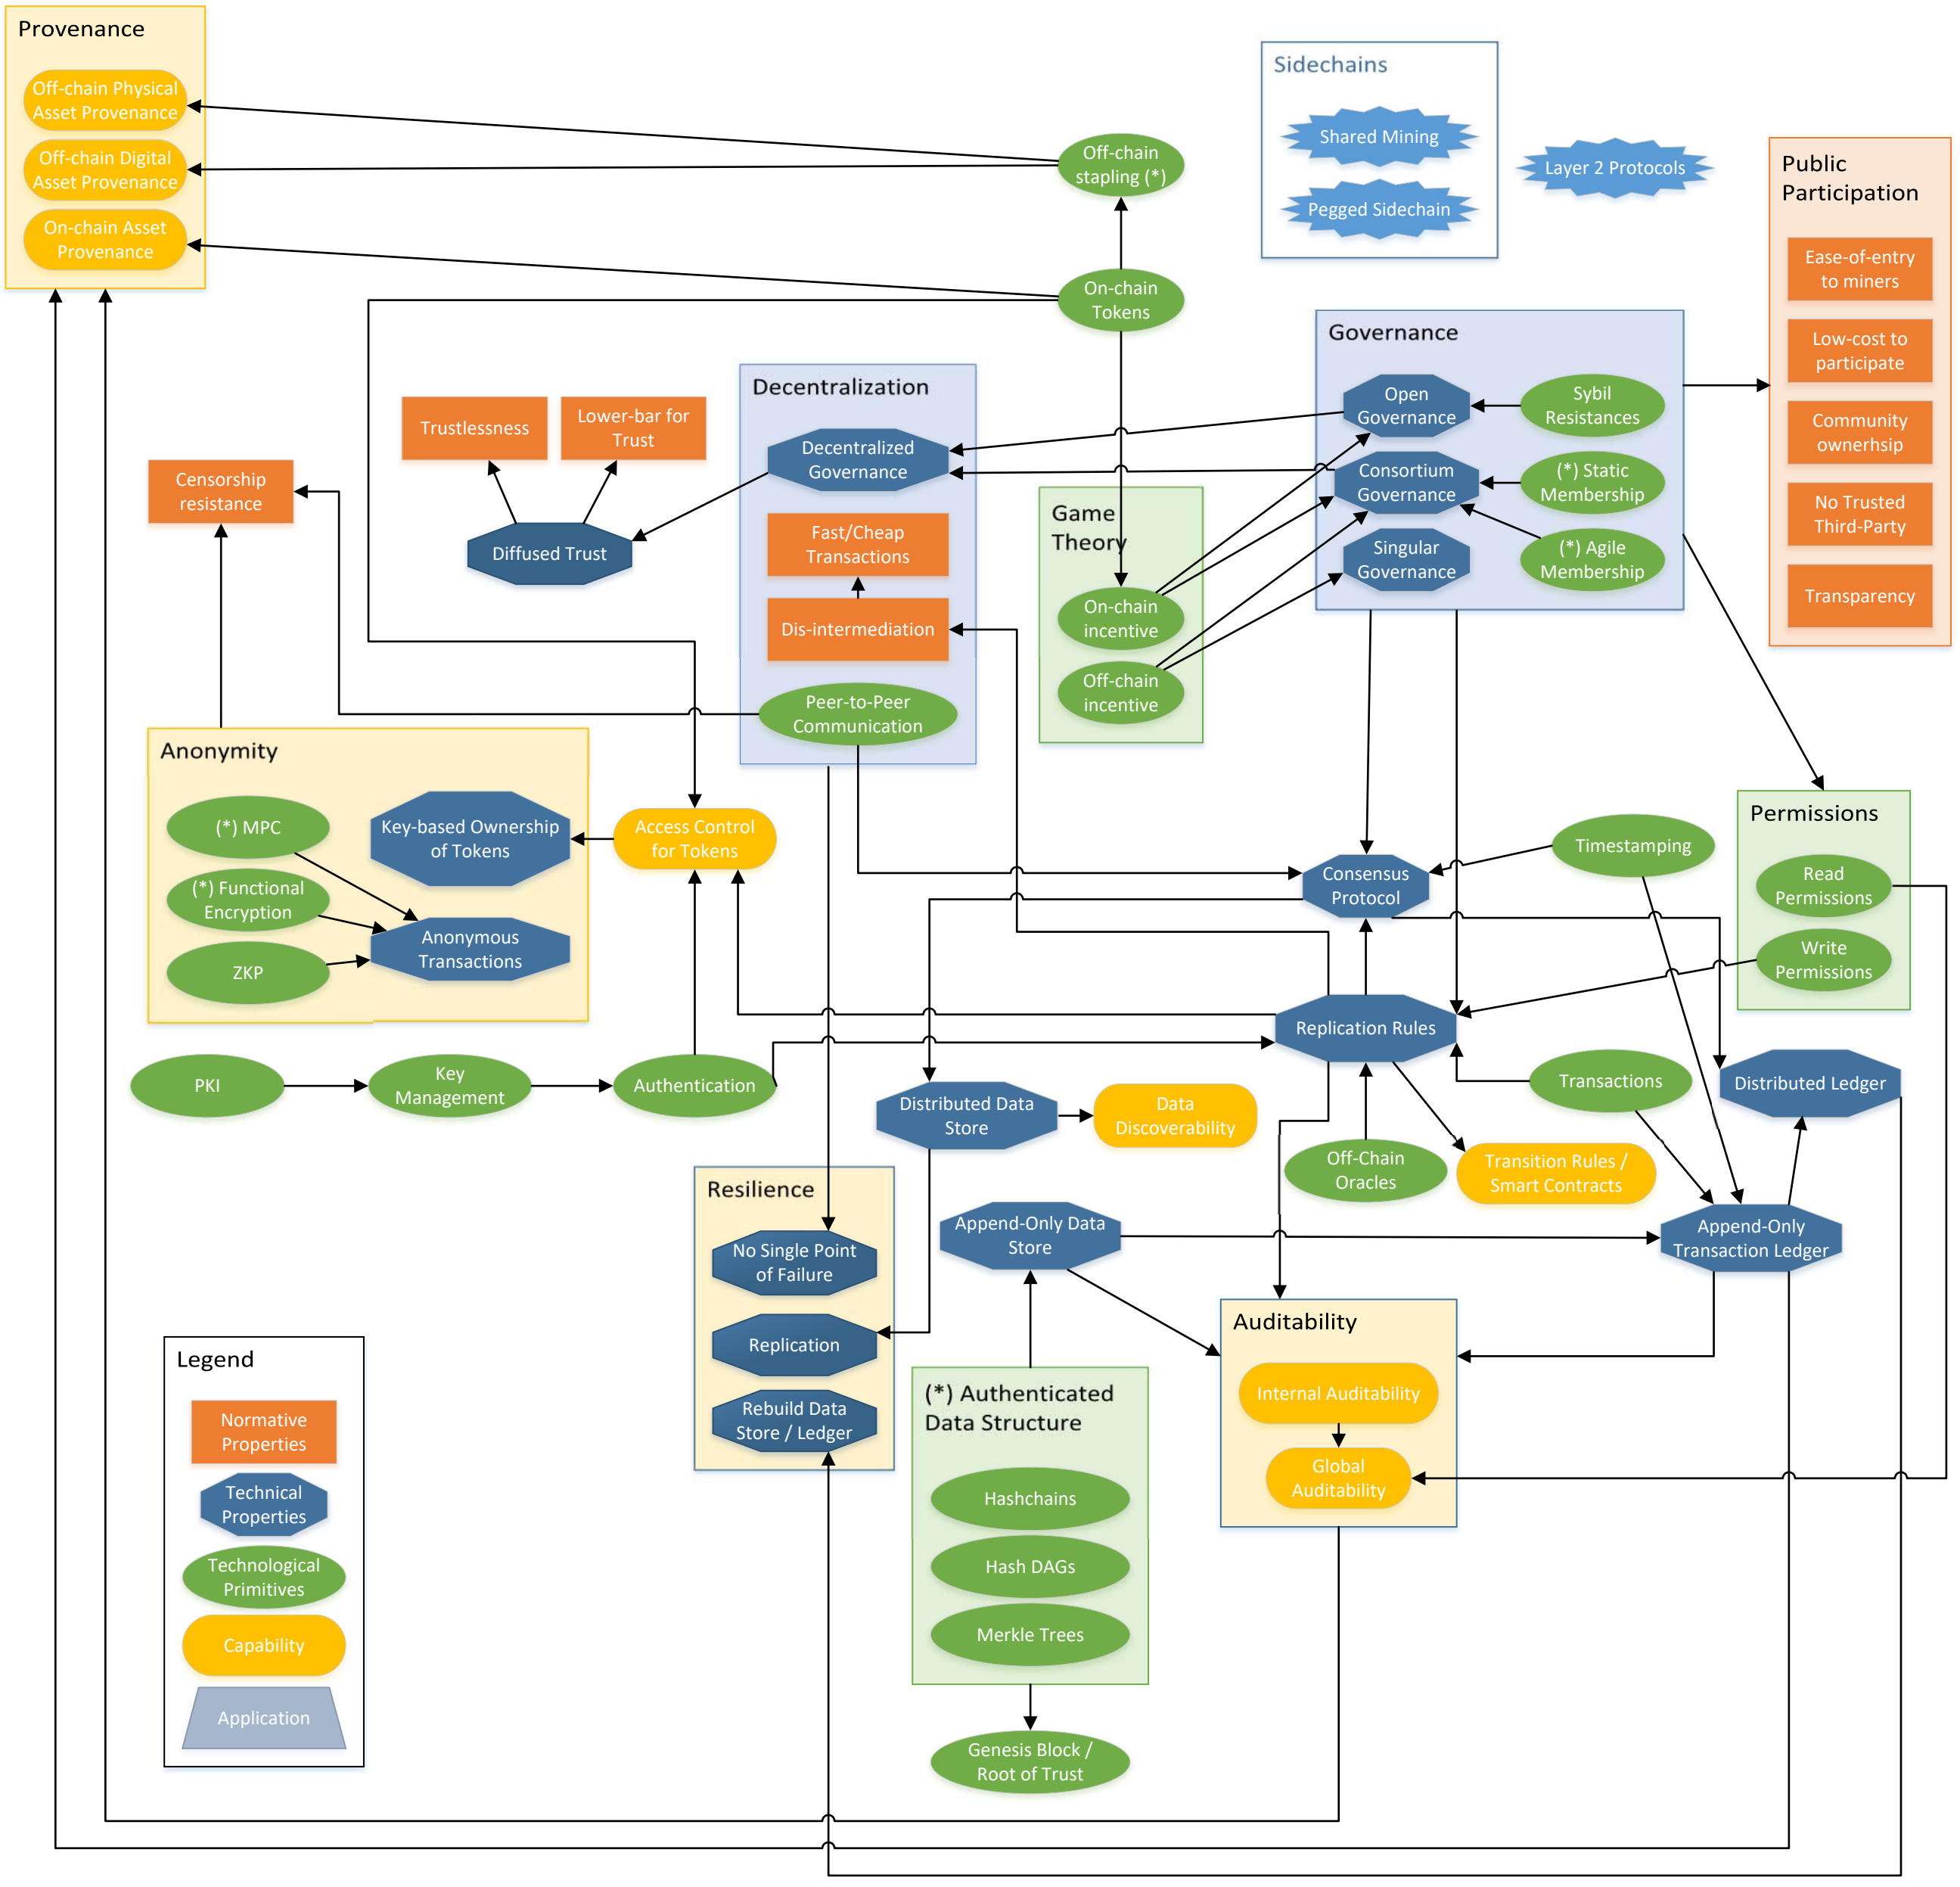 Provenance
Off-chain Physical
Asset Provenance
Off-chain Digital
Asset Provenance
On-chain Asset
Provenance
Off-chain
stapling (*)
On-chain
Tokens
Sidechains
Shared Mining
Pegged Sidechain
Layer 2 Protocols
Public
Participation
Ease-of-entry
to miners
Low-cost to
participate
Community
ownerhsip
No Trusted
Third-Party
Transparency
Governance
Open
Governance
Sybil
Resistances
Consortium
Governance
(*) Static
Membership
Singular
Governance
(*) Agile
Membership
Decentralization
Decentralized
Governance
Fast/Cheap
Transactions
Dis-intermediation
Peer-to-Peer
Communication
Trustlessness
Lower-bar for
Trust
Diffused Trust
Censorship
resistance
Game
Theory
On-chain
incentive
Off-chain
incentive
Anonymity
(*) MPC
Key-based Ownership
of Tokens
(*) Functional
Encryption
Anonymous
Transactions
ZKP
Access Control
for Tokens
Consensus
Protocol
Timestamping
Permissions
Read
Permissions
Write
Permissions
Replication Rules
PKI
Key
Management
Authentication
Distributed Data
Store
Data
Discoverability
Off-Chain
Oracles
Transactions
Distributed Ledger
Transition Rules /
Smart Contracts
Resilience
No Single Point
of Failure
Replication
Rebuild Data
Store / Ledger
Append-Only Data
Store
Append-Only
Transaction Ledger
Auditability
Internal Auditability
Global
Auditability
(*) Authenticated
Data Structure
Hashchains
Hash DAGs
Merkle Trees
Genesis Block /
Root of Trust
Legend
Normative
Properties
Technical
Properties
Technological
Primitives
Capability
Application